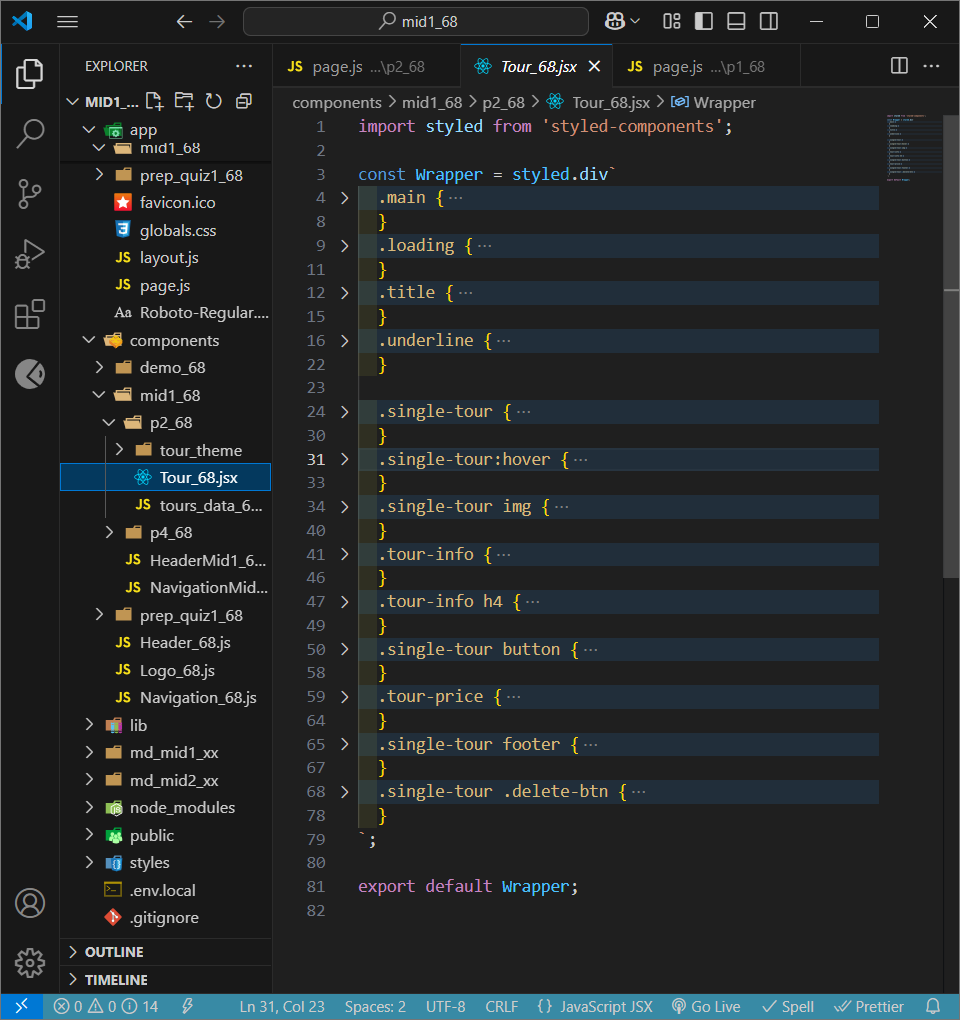 mid1_68
EXPLORER
MID1_...
app
mid1_68
prep_quiz1_68
favicon.ico
globals.css
layout.js
page.js
Roboto-Regular....
components
demo_68
mid1_68
p2_68
tour_theme
Tour_68.jsx
tours_data_6...
p4_68
HeaderMid1_6...
NavigationMid...
prep_quiz1_68
Header_68.js
Logo_68.js
Navigation_68.js
lib
md_mid1_xx
md_mid2_xx
node_modules
public
styles
.env.local
.gitignore
OUTLINE
TIMELINE
JS page.js ...\p2_68 Tour_68.jsx JS page.js ...\p1_68
components > mid1_68 > p2_68 > Tour_68.jsx > Wrapper
1 import styled from 'styled-components';
2
3 const Wrapper = styled.div`
4 .main { ...
8 }
9 .loading { ...
11 }
12 .title { ...
15 }
16 .underline { ...
22 }
23
24 .single-tour { ...
30 }
31 .single-tour:hover { ...
33 }
34 .single-tour img { ...
40 }
41 .tour-info { ...
46 }
47 .tour-info h4 { ...
49 }
50 .single-tour button { ...
58 }
59 .tour-price { ...
64 }
65 .single-tour footer { ...
67 }
68 .single-tour .delete-btn { ...
78 }
79 `;
80
81 export default Wrapper;
82
0 0 14 Ln 31, Col 23 Spaces: 2 UTF-8 CRLF {} JavaScript JSX Go Live Spell Prettier